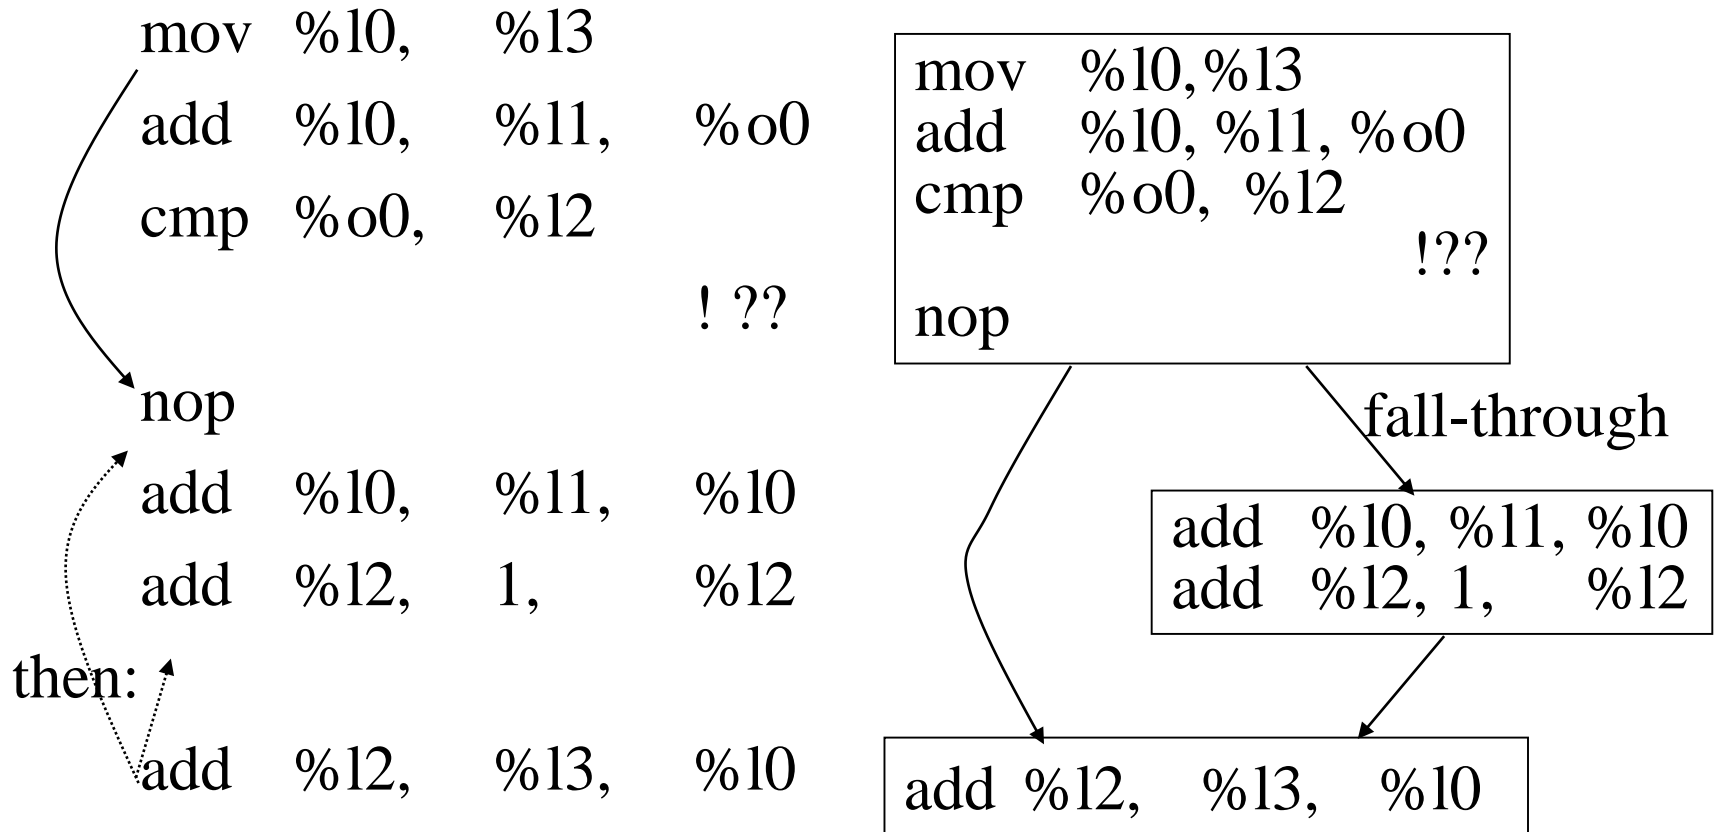 mov %l0, %l3
add %l0, %l1, %o0
cmp %o0, %l2
! ??
nop
add %l0, %l1, %l0
add %l2, 1, %l2
then:
add %l2, %l3, %l0
mov %l0,%l3
add %l0, %l1, %o0
cmp %o0, %l2
!??
nop
fall-through
add %l0, %l1, %l0
add %l2, 1, %l2
add %l2, %l3, %l0